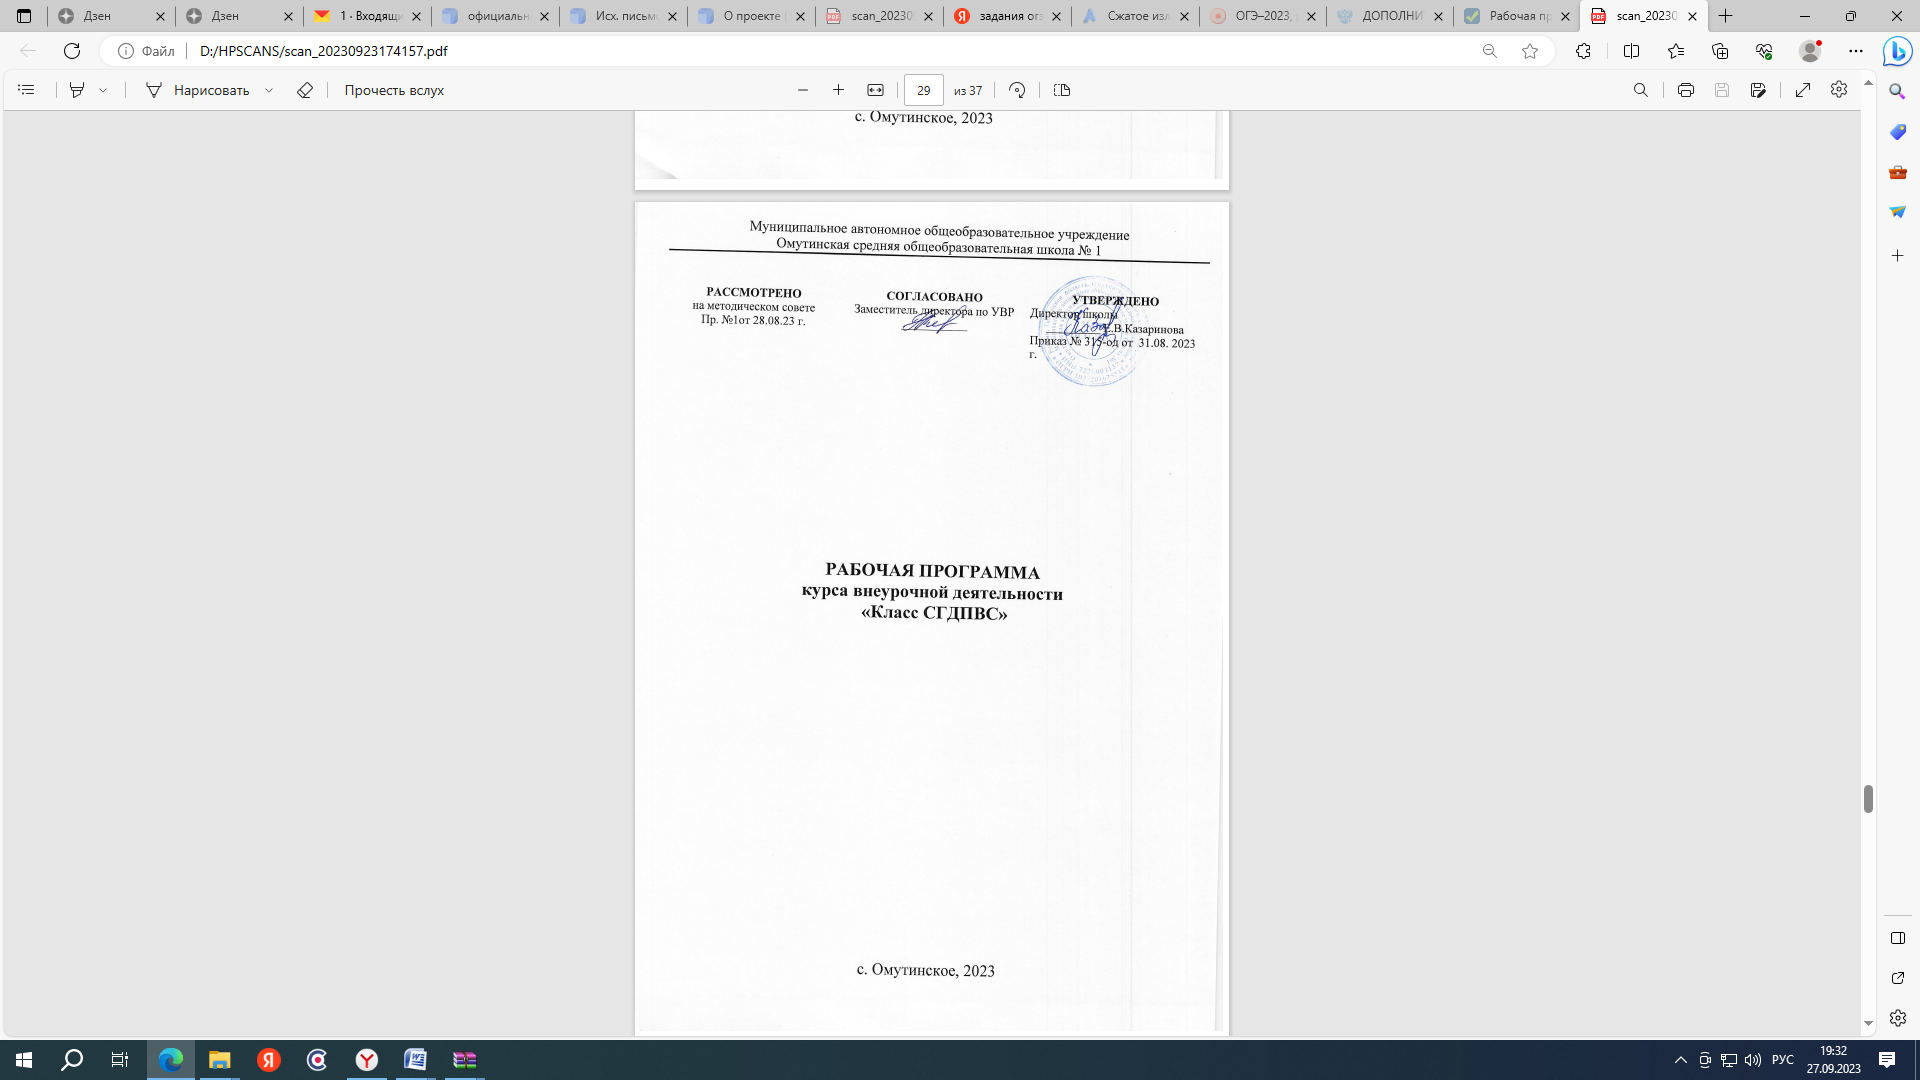 Дзен
Дзен
1 · Входящи
официальн
Исх. письмо
О проекте
scan_202309
задания огэ
Сжатое изл
ОГЭ–2023,
ДОПОЛНИ
Рабочая пр
scan_20230
Файл
D:/HPSCANS/scan_20230923174157.pdf
Нарисовать
Прочесть вслух
29
из 37
с. Омутинское, 2023
Муниципальное автономное общеобразовательное учреждение
Омутинская средняя общеобразовательная школа № 1
РАССМОТРЕНО
на методическом совете
Пр. №1от 28.08.23 г.
СОГЛАСОВАНО
Заместитель директора по УВР
УТВЕРЖДЕНО
Директор школы
Е.В.Казаринова
Приказ № 315-од от 31.08. 2023
г.
РАБОЧАЯ ПРОГРАММА
курса внеурочной деятельности
«Класс СГДПВС»
с. Омутинское, 2023
РУС
19:32
27.09.2023